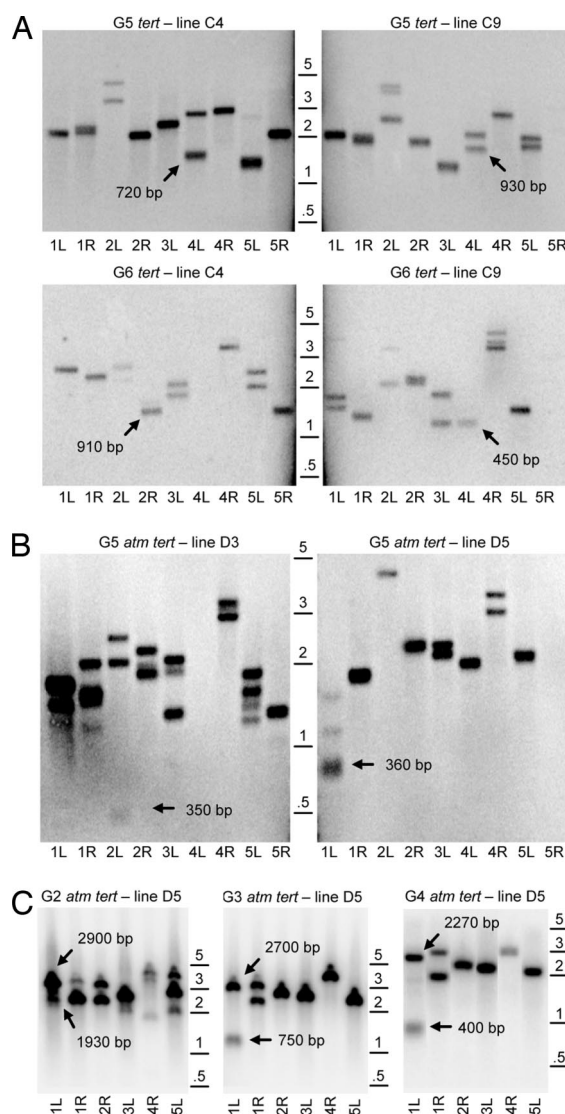 A
G5 tert – line C4
G5 tert – line C9
5
3
2
1
.5
720 bp
930 bp
1L 1R 2L 2R 3L 4L 4R 5L 5R
1L 1R 2L 2R 3L 4L 4R 5L 5R
G6 tert – line C4
G6 tert – line C9
5
3
2
1
.5
910 bp
450 bp
1L 1R 2L 2R 3L 4L 4R 5L 5R
1L 1R 2L 2R 3L 4L 4R 5L 5R
B
G5 atm tert – line D3
G5 atm tert – line D5
5
3
2
1
.5
350 bp
360 bp
1L 1R 2L 2R 3L 4L 4R 5L 5R
1L 1R 2L 2R 3L 4L 4R 5L 5R
C
G2 atm tert – line D5
2900 bp
1930 bp
5
3
2
1
.5
1L 1R 2R 3L 4R 5L
G3 atm tert – line D5
2700 bp
750 bp
5
3
2
1
.5
1L 1R 2R 3L 4R 5L
G4 atm tert – line D5
2270 bp
400 bp
5
3
2
1
.5
1L 1R 2R 3L 4R 5L